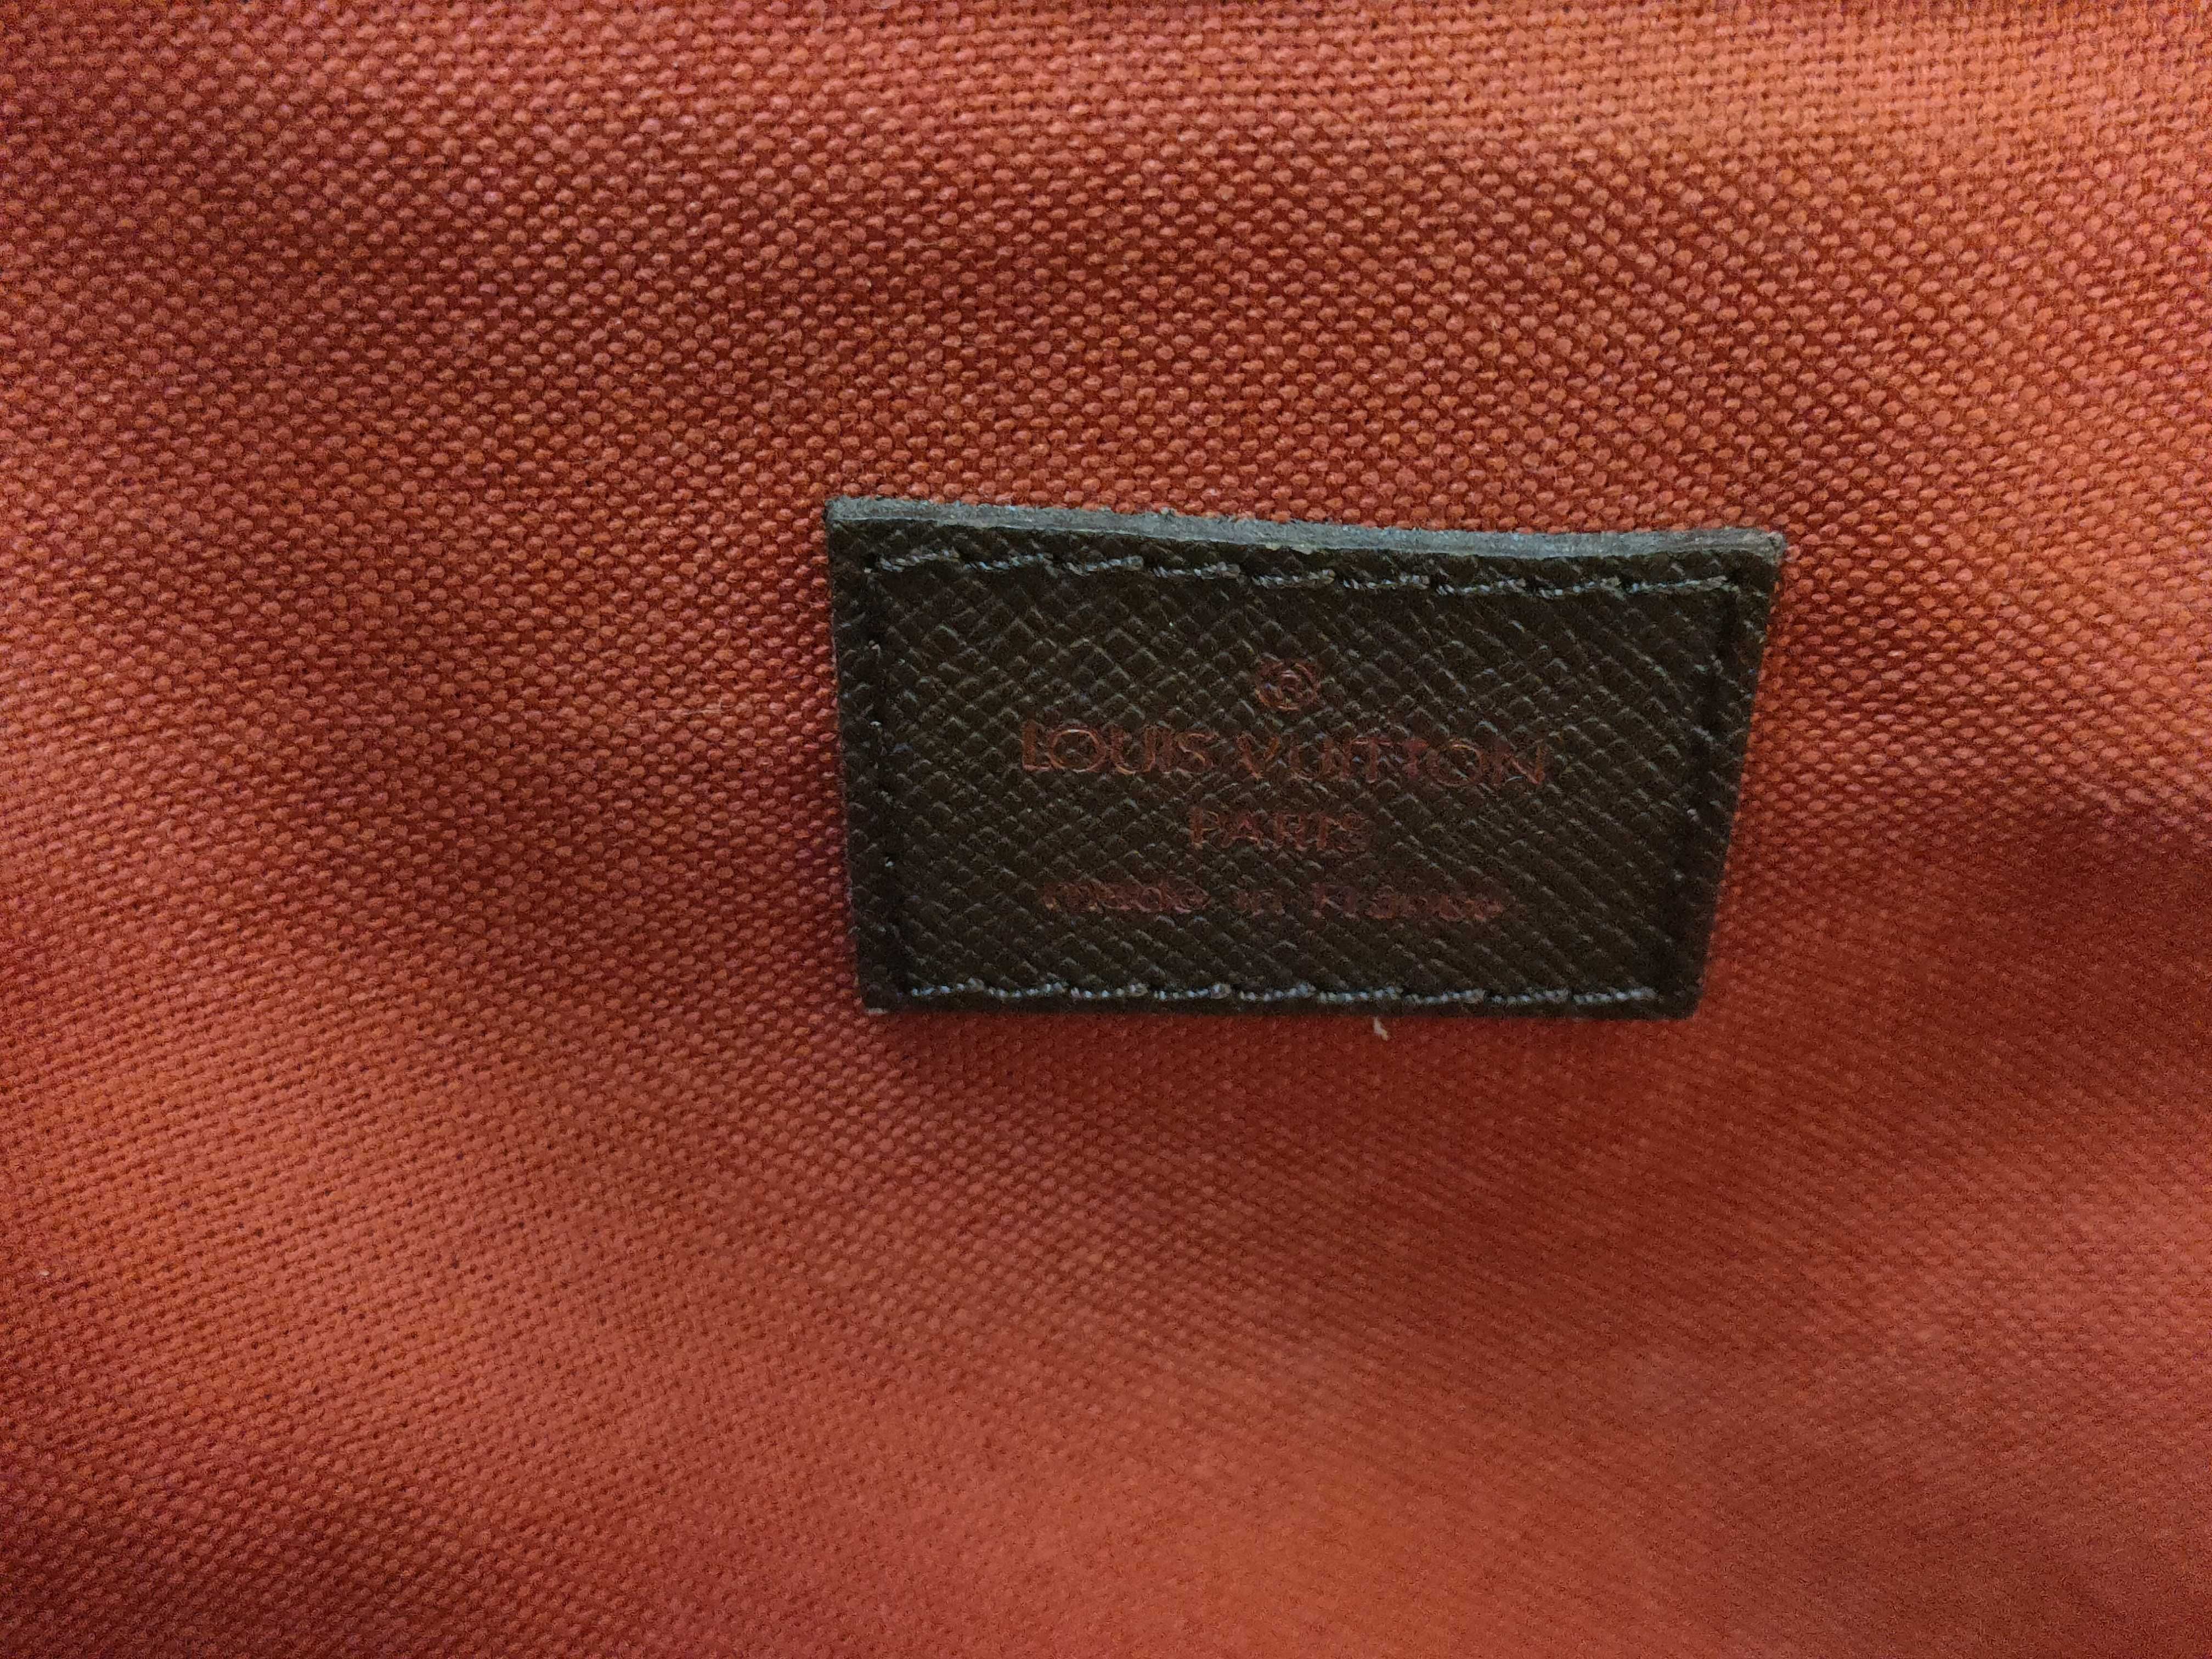 ®
LOUIS VUITTON
PARIS
made in France